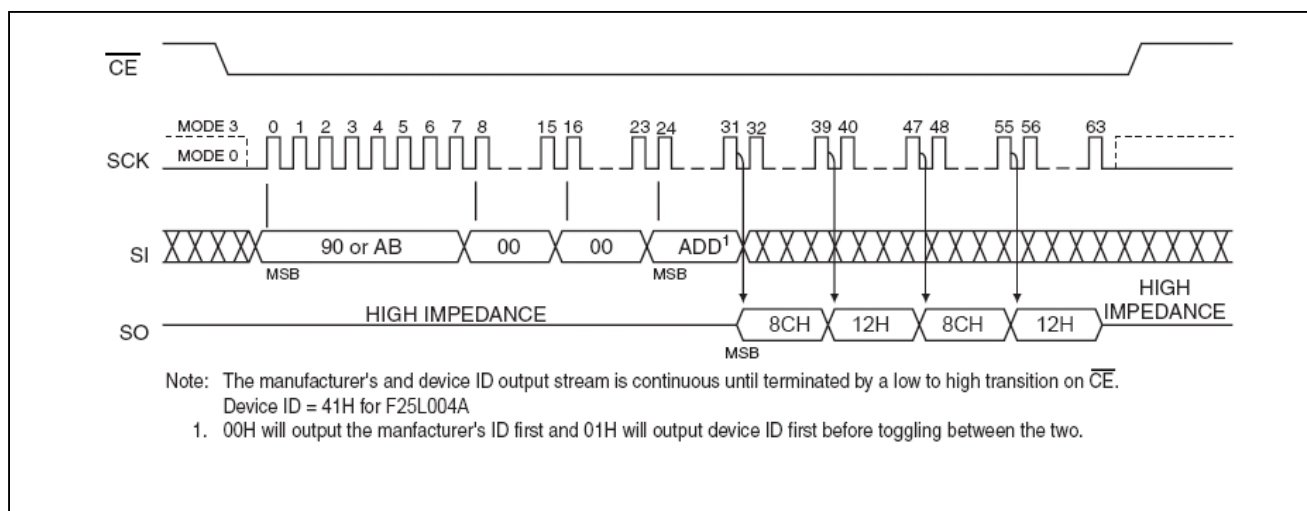 CE
MODE 3
0 1 2 3 4 5 6 7 8 15 16 23 24 31 32 39 40 47 48 55 56 63
SCK
MODE 0
SI
90 or AB 00 00 ADD1
MSB MSB
HIGH IMPEDANCE
HIGH
IMPEDANCE
SO
8CH 12H 8CH 12H
MSB
Note: The manufacturer's and device ID output stream is continuous until terminated by a low to high transition on CE.
Device ID = 41H for F25L004A
1. 00H will output the manfacturer's ID first and 01H will output device ID first before toggling between the two.